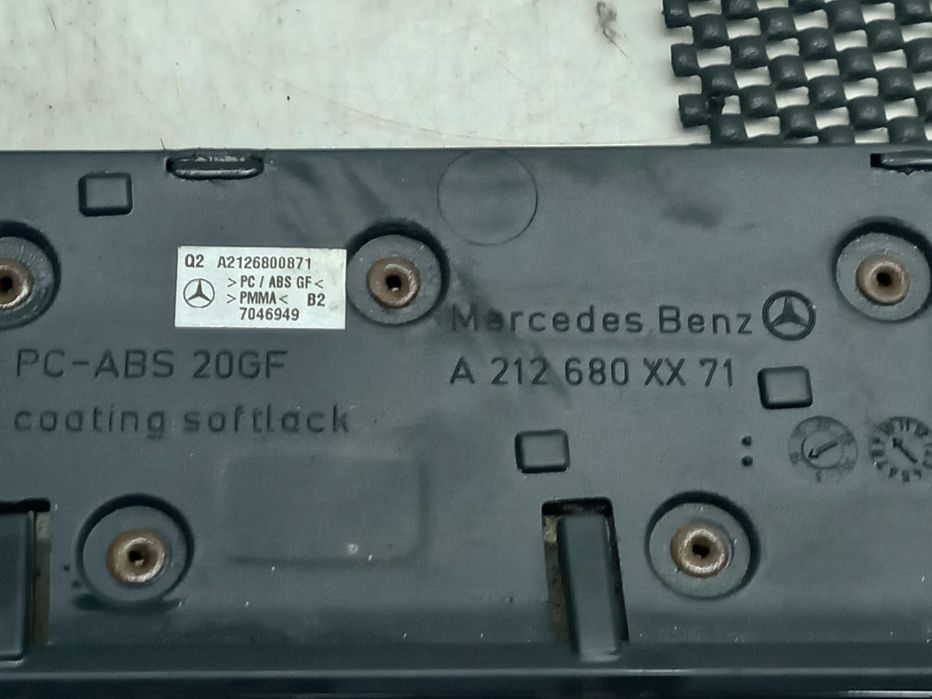 Q2 A2126800871
>PC / ABS GF<
>PMMA< B2
7046949
Mercedes Benz
PC-ABS 20GF
A 212 680 XX 71
coating softlack